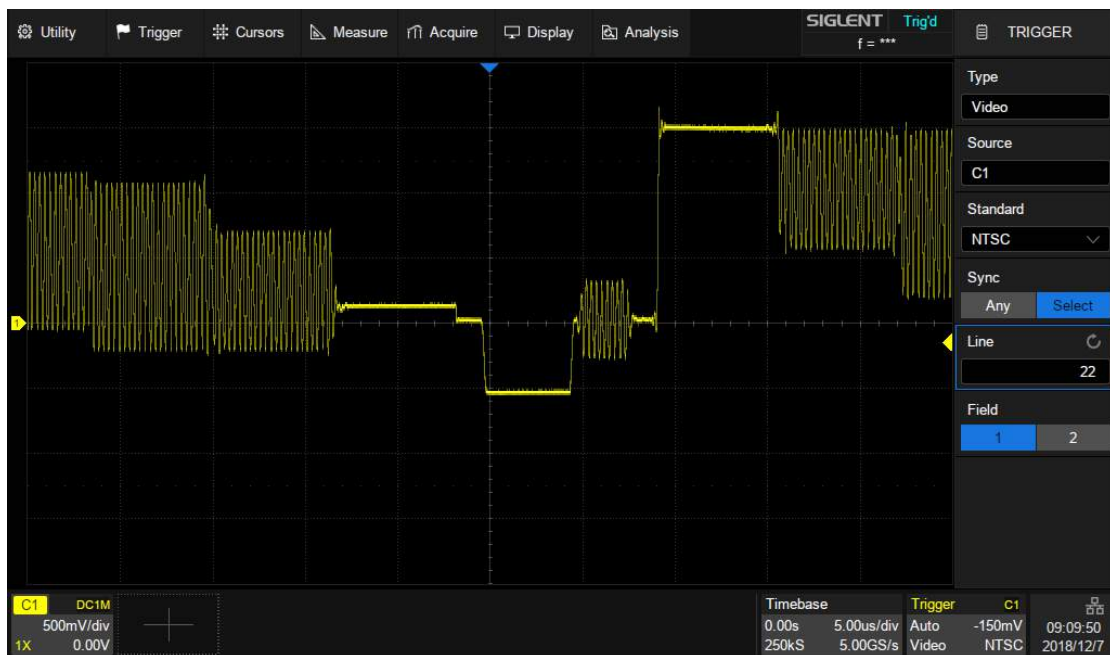 Utility Trigger Cursors Measure Acquire Display Analysis
SIGLENT Trig'd
f = ***
TRIGGER
Type
Video
Source
C1
Standard
NTSC
Sync
Any Select
Line
22
Field
1 2
1
C1 DC1M
500mV/div
1X 0.00V
Timebase
0.00s 5.00us/div
250kS 5.00GS/s
Trigger C1
Auto -150mV
Video NTSC
09:09:50
2018/12/7